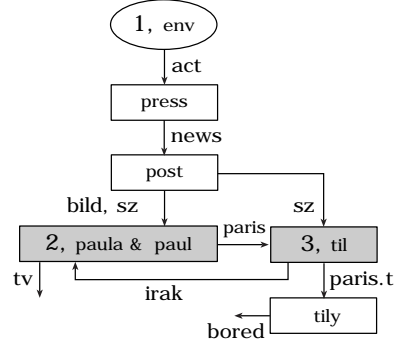 1, env
act
press
news
post
bild, sz
sz
2, paula & paul
paris
3, til
tv
irak
paris.t
bored
tily